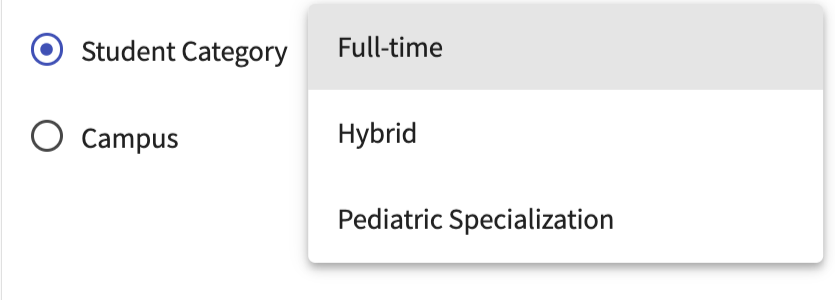 Student Category
Full-time
Campus
Hybrid
Pediatric Specialization